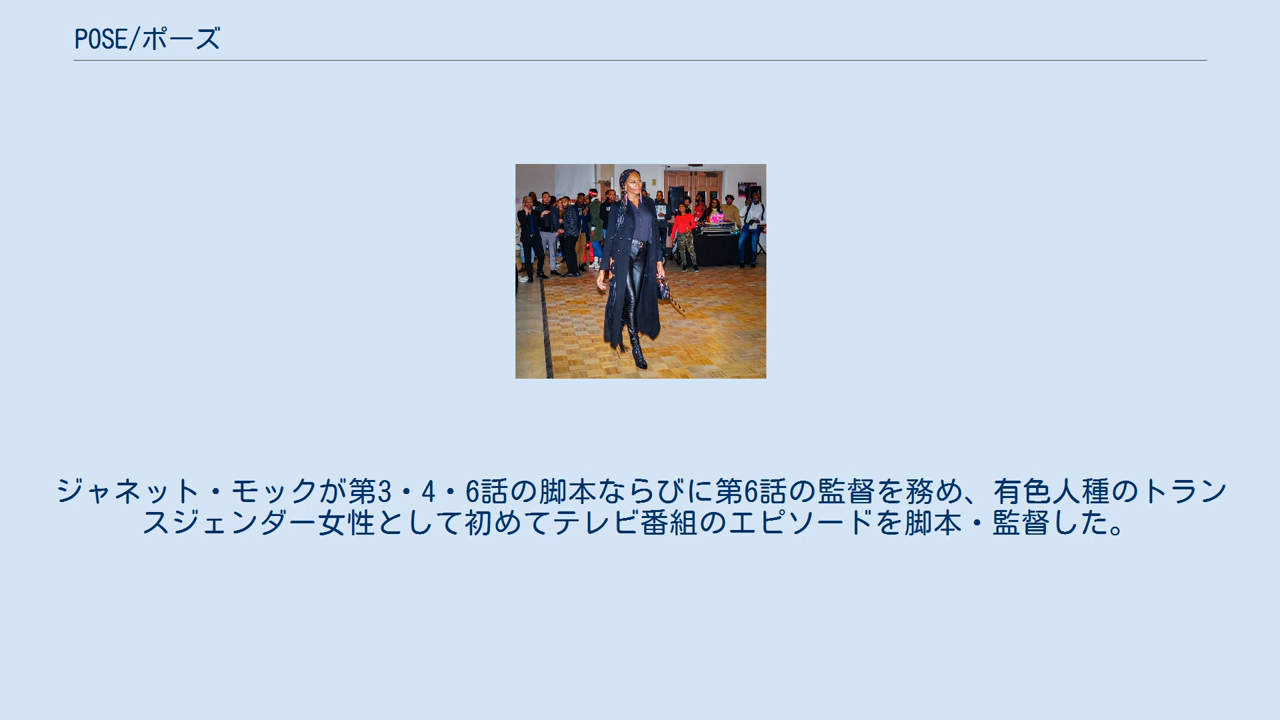 POSE/ポーズ
ジャネット・モックが第3・4・6話の脚本ならびに第6話の監督を務め、有色人種のトラン
スジェンダー女性として初めてテレビ番組のエピソードを脚本・監督した。